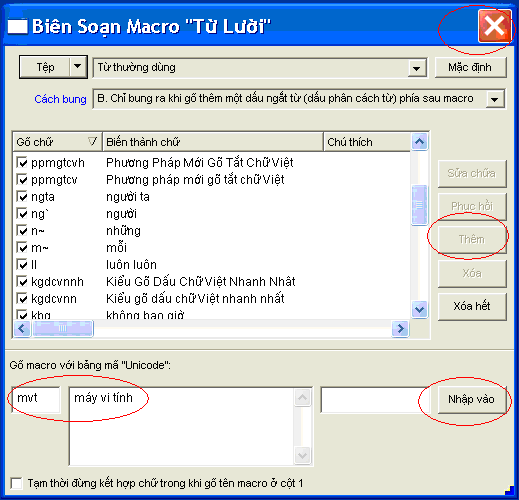 Biên Soạn Macro "Từ Lười"
Tệp Từ thường dùng Mặc định
Cách bung B. Chỉ bung ra khi gõ thêm một dấu ngắt từ (dấu phân cách từ) phía sau macro
Gõ chữ Biến thành chữ Chú thích
ppmgtcvh Phương Pháp Mới Gõ Tắt Chữ Việt
ppmgtcv Phương pháp mới gõ tắt chữ Việt
ngta người ta
ng` người
n~ những
m~ mỗi
ll luôn luôn
kgdcvnnh Kiểu Gõ Dấu Chữ Việt Nhanh Nhất
kgdcvnn Kiểu gõ dấu chữ Việt nhanh nhất
khg không bao giờ
Sửa chữa
Phục hồi
Thêm
Xóa
Xóa hết
Gõ macro với bảng mã "Unicode":
mvt máy vi tính Nhập vào
Tạm thời đừng kết hợp chữ trong khi gõ tên macro ở cột 1